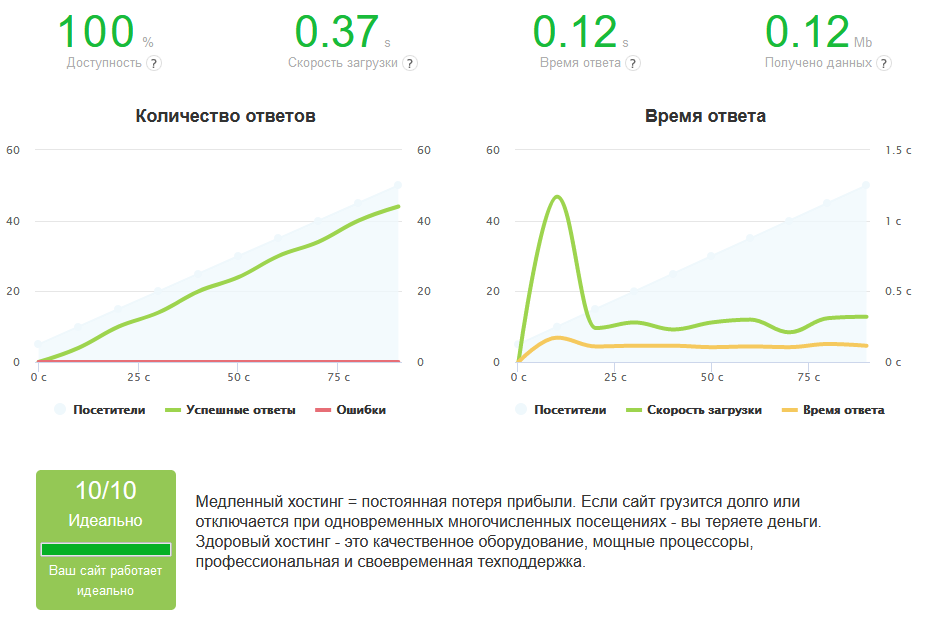 100 % 0.37 s 0.12 s 0.12 Mb
Доступность ? Скорость загрузки ? Время ответа ? Получено данных ?
Количество ответов
60 60
40 40
20 20
0 0
0 с 25 с 50 с 75 с
Посетители Успешные ответы Ошибки
Время ответа
60 1.5 с
40 1 с
20 0.5 с
0 0 с
0 с 25 с 50 с 75 с
Посетители Скорость загрузки Время ответа
10/10
Идеально
Ваш сайт работает
идеально
Медленный хостинг = постоянная потеря прибыли. Если сайт грузится долго или
отключается при одновременных многочисленных посещениях - вы теряете деньги.
Здоровый хостинг - это качественное оборудование, мощные процессоры,
профессиональная и своевременная техподдержка.